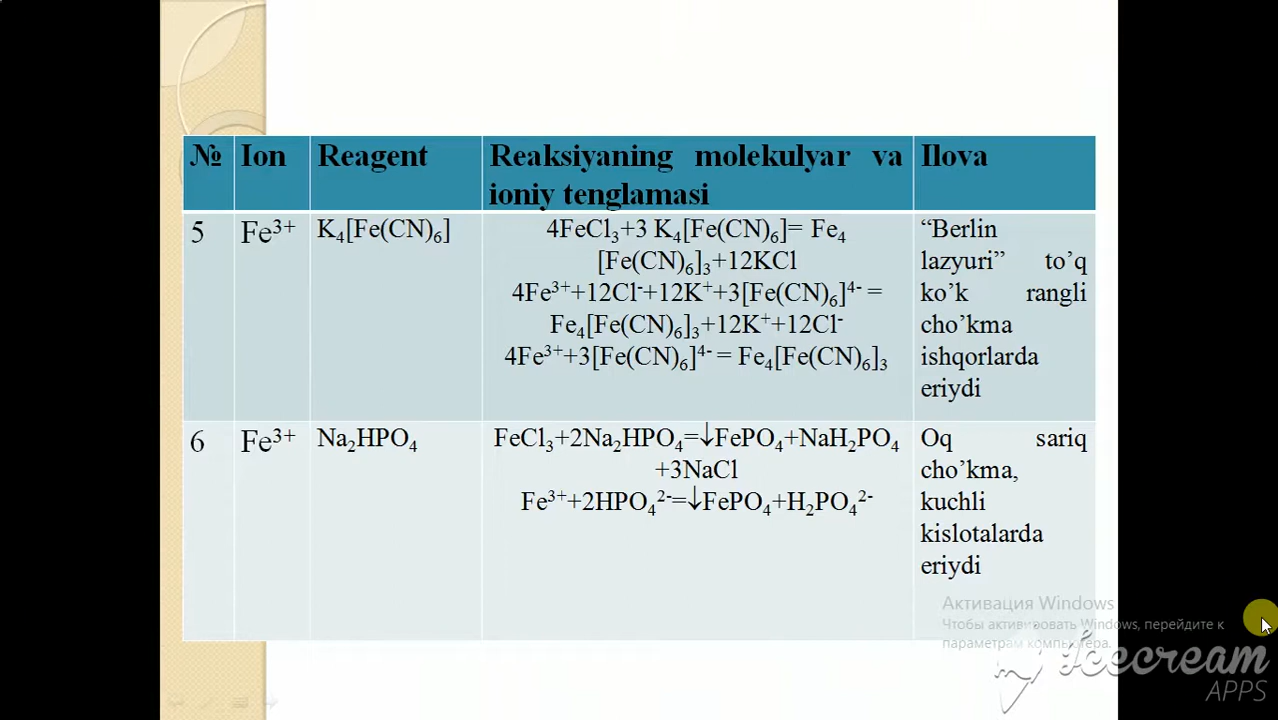 № Ion Reagent Reaksiyaning molekulyar va Ilova
ioniy tenglamasi
5 Fe³⁺ K₄[Fe(CN)₆] 4FeCl₃+3 K₄[Fe(CN)₆]= Fe₄ “Berlin
[Fe(CN)₆]₃+12KCl lazyuri” to’q
4Fe³⁺+12Cl⁻+12K⁺+3[Fe(CN)₆]⁴⁻ = ko’k rangli
Fe₄[Fe(CN)₆]₃+12K⁺+12Cl⁻ cho’kma
4Fe³⁺+3[Fe(CN)₆]⁴⁻ = Fe₄[Fe(CN)₆]₃ ishqorlarda
eriydi
6 Fe³⁺ Na₂HPO₄ FeCl₃+2Na₂HPO₄=↓FePO₄+NaH₂PO₄ Oq sariq
+3NaCl cho’kma,
Fe³⁺+2HPO₄²⁻=↓FePO₄+H₂PO₄²⁻ kuchli
kislotalarda
eriydi
Активация Windows
Чтобы активировать Windows, перейдите к
параметрам компьютера.
Icecream
APPS